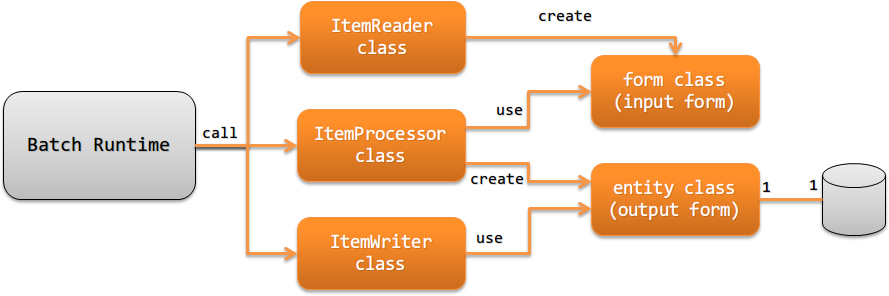 ItemReader
class
create
form class
(input form)
Batch Runtime
call
ItemProcessor
class
use
create
entity class
(output form)
1
1
ItemWriter
class
use